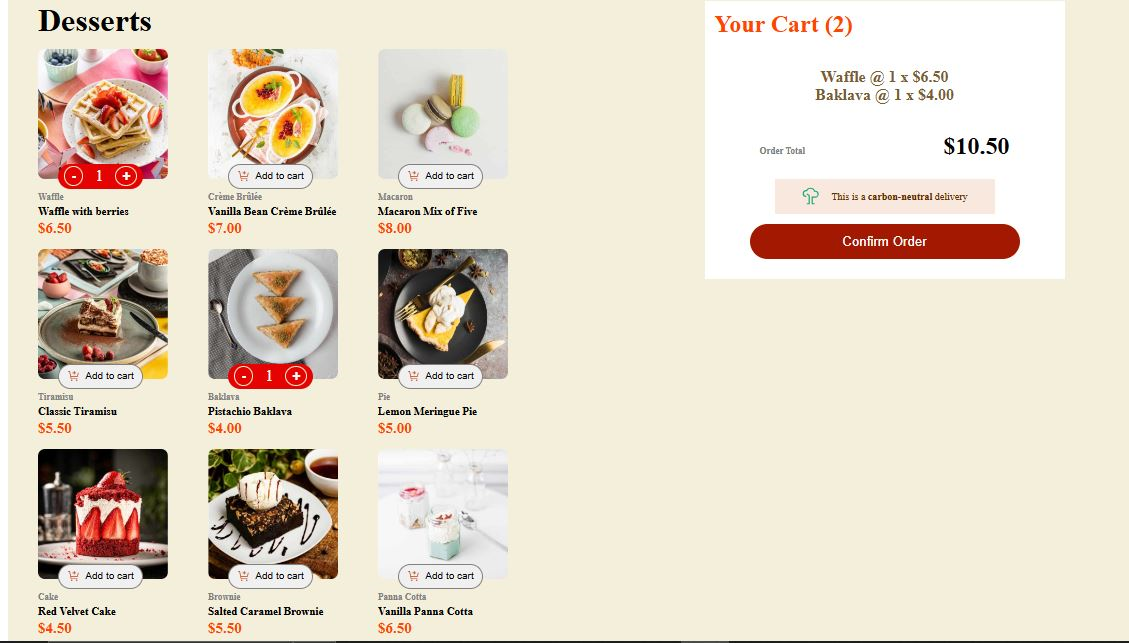 Desserts
- 1 +
Add to cart
Add to cart
Waffle
Crème Brûlée
Macaron
Waffle with berries
Vanilla Bean Crème Brûlée
Macaron Mix of Five
$6.50
$7.00
$8.00
Add to cart
- 1 +
Add to cart
Tiramisu
Baklava
Pie
Classic Tiramisu
Pistachio Baklava
Lemon Meringue Pie
$5.50
$4.00
$5.00
Add to cart
Add to cart
Add to cart
Cake
Brownie
Panna Cotta
Red Velvet Cake
Salted Caramel Brownie
Vanilla Panna Cotta
$4.50
$5.50
$6.50
Your Cart (2)
Waffle @ 1 x $6.50
Baklava @ 1 x $4.00
Order Total
$10.50
This is a carbon-neutral delivery
Confirm Order